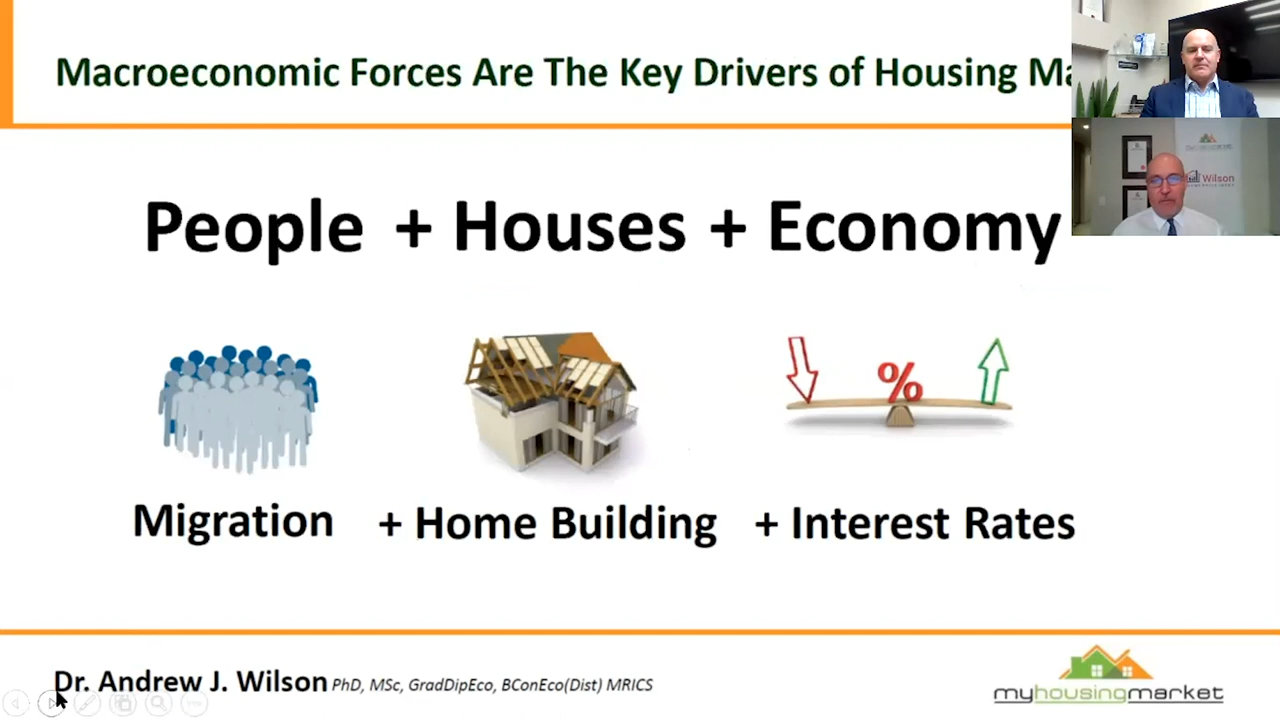 Macroeconomic Forces Are The Key Drivers of Housing Ma
People + Houses + Economy
%
Migration + Home Building + Interest Rates
Dr. Andrew J. Wilson PhD, MSc, GradDipEco, BConEco(Dist) MRICS
myhousingmarket
Wilson